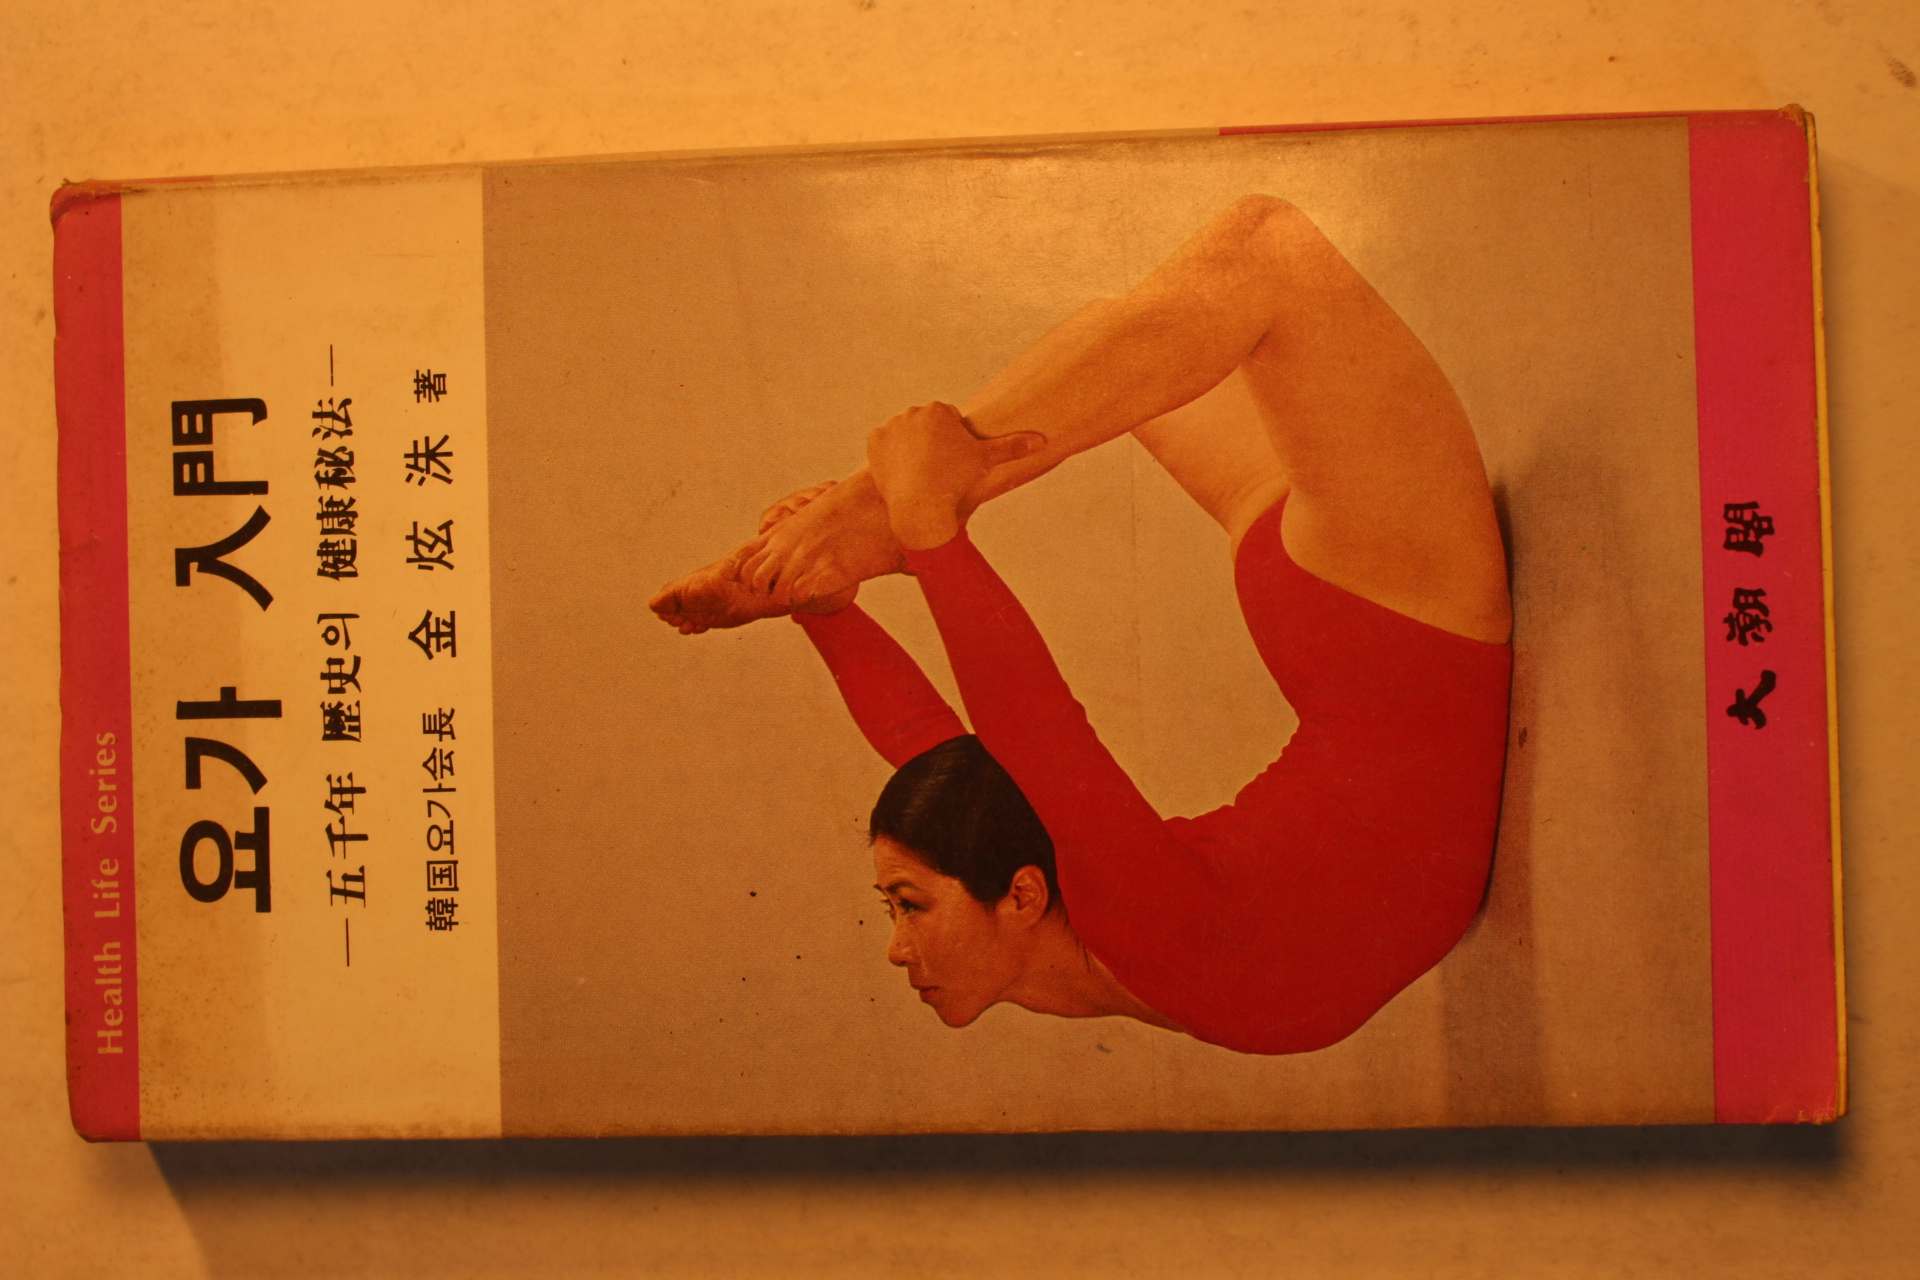 Health Life Series
요가 入門
—五千年 歷史의 健康秘法—
韓国요가会長 金炫洙 著
大潮閣